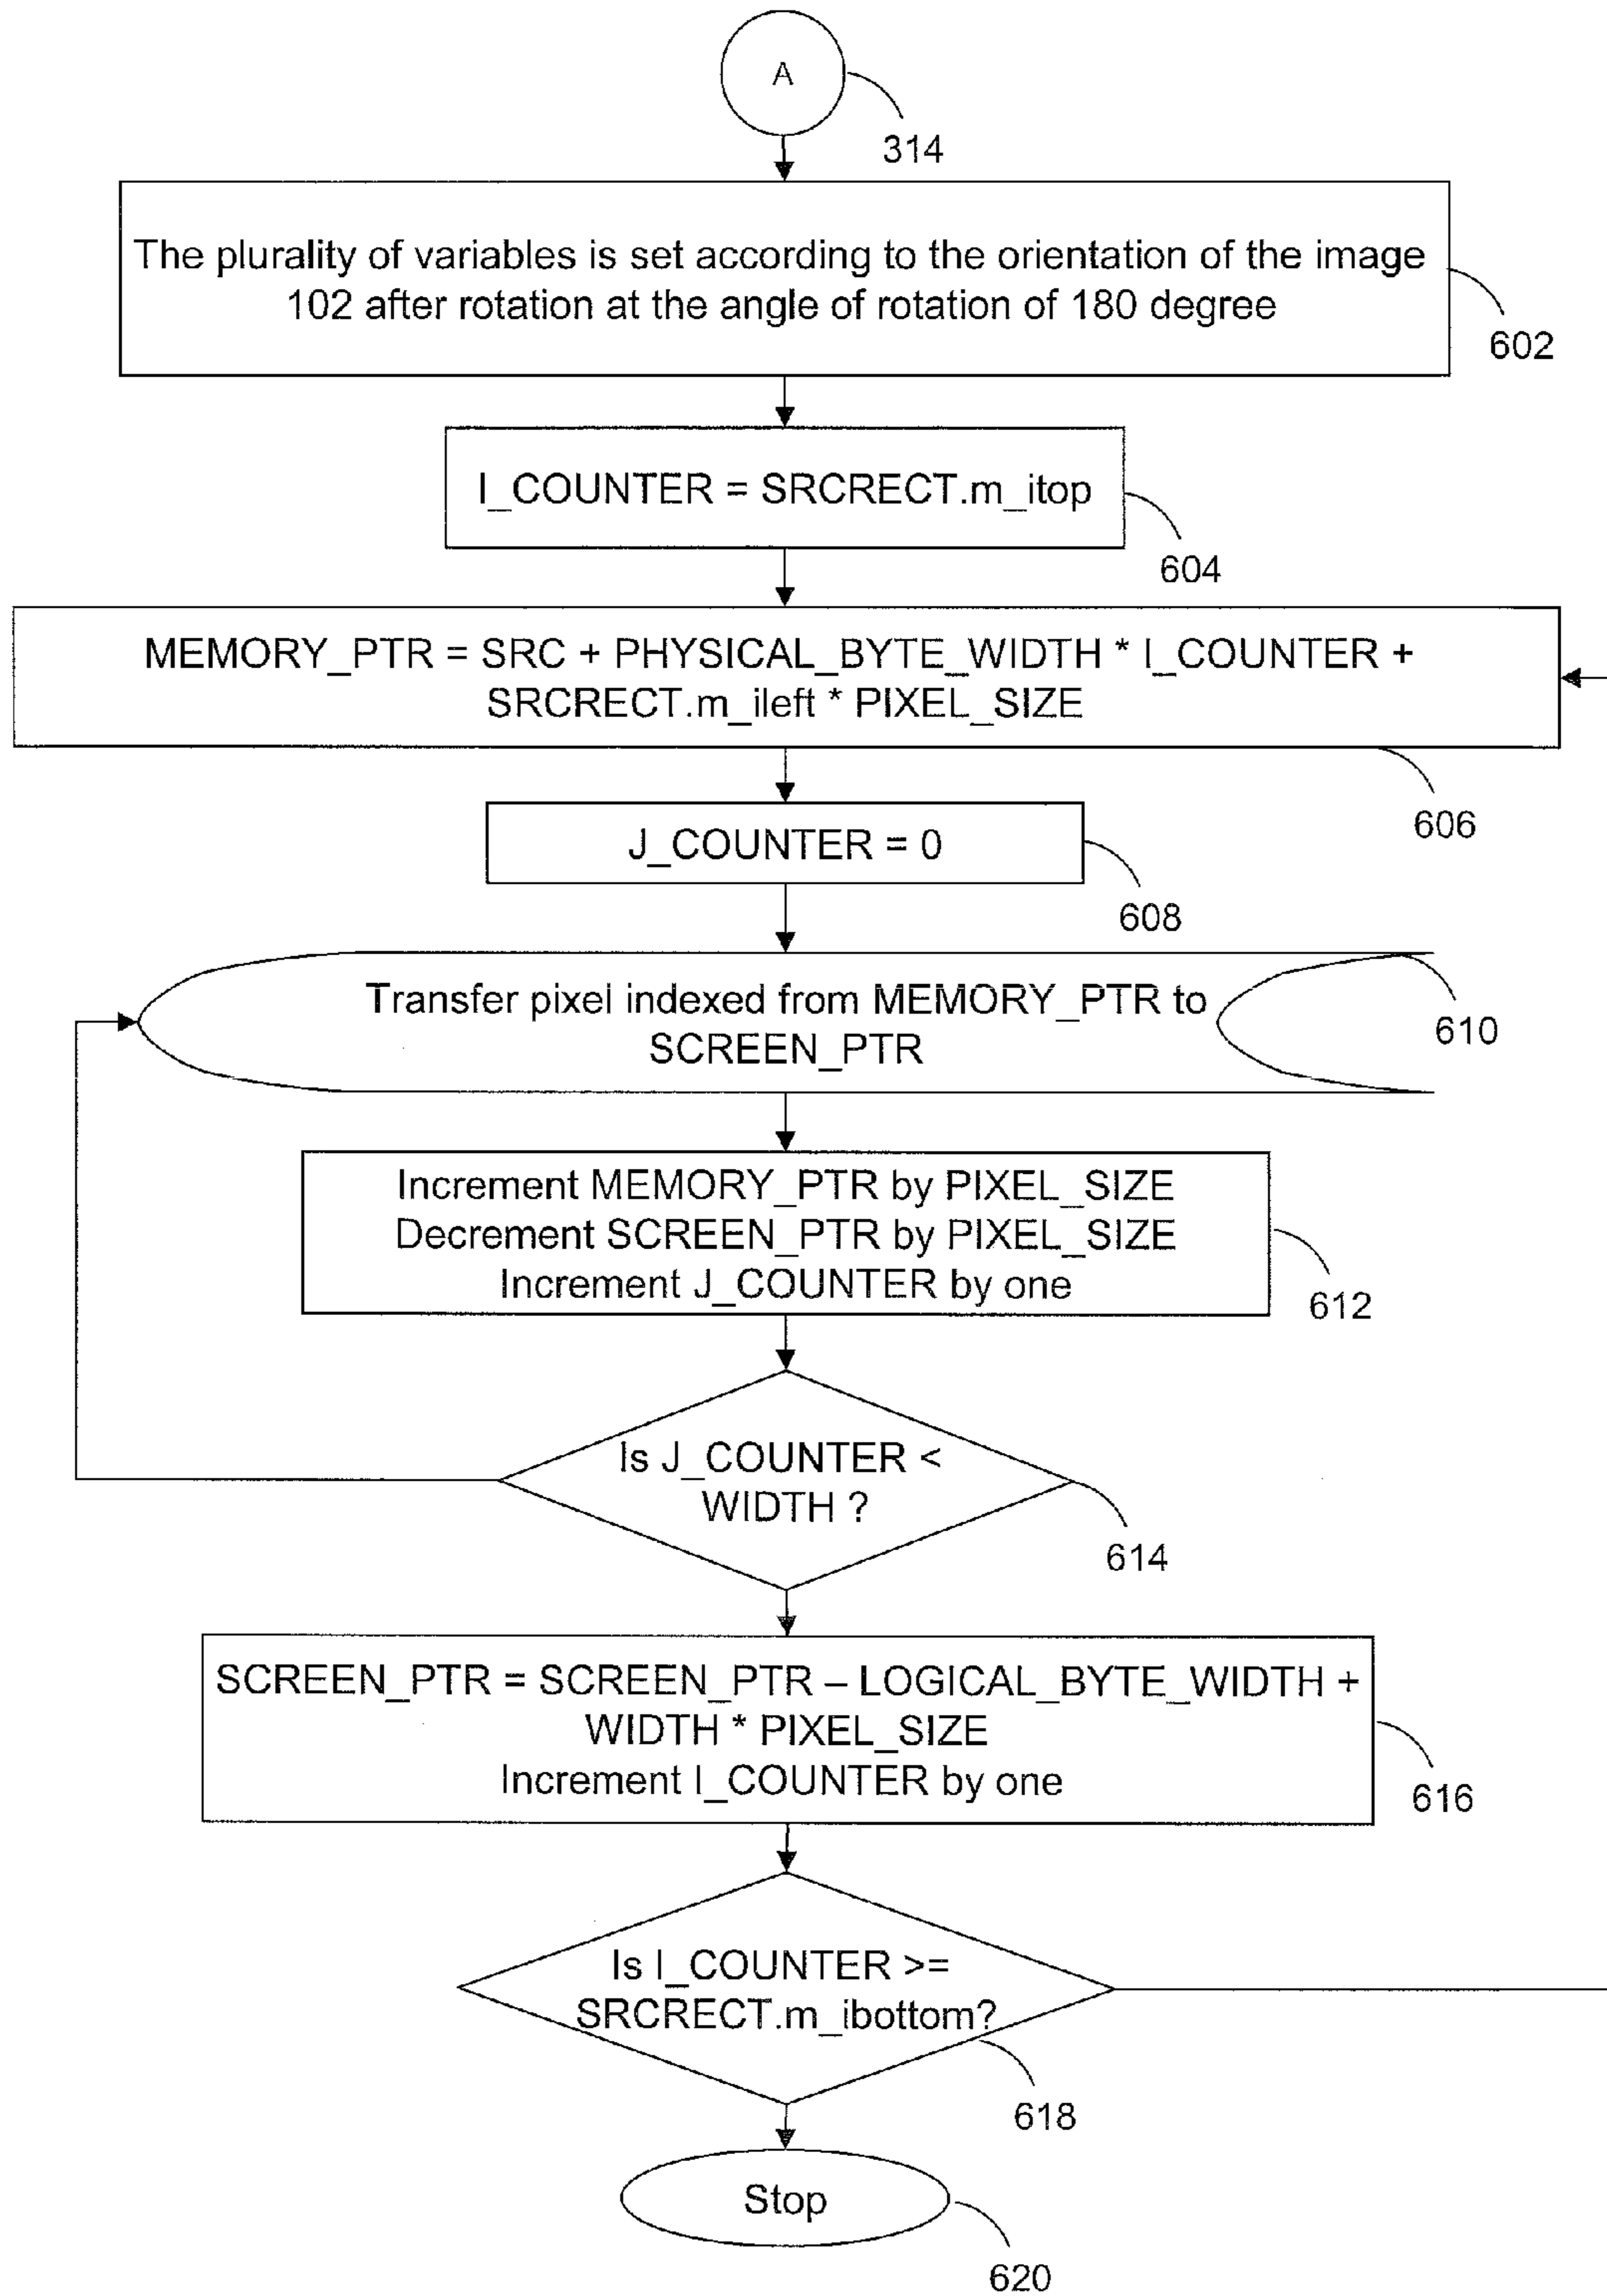 A
314
The plurality of variables is set according to the orientation of the image
102 after rotation at the angle of rotation of 180 degree
602
I_COUNTER = SRCRECT.m_itop
604
MEMORY_PTR = SRC + PHYSICAL_BYTE_WIDTH * I_COUNTER +
SRCRECT.m_ileft * PIXEL_SIZE
606
J_COUNTER = 0
608
Transfer pixel indexed from MEMORY_PTR to
SCREEN_PTR
610
Increment MEMORY_PTR by PIXEL_SIZE
Decrement SCREEN_PTR by PIXEL_SIZE
Increment J_COUNTER by one
612
Is J_COUNTER <
WIDTH ?
614
SCREEN_PTR = SCREEN_PTR – LOGICAL_BYTE_WIDTH +
WIDTH * PIXEL_SIZE
Increment I_COUNTER by one
616
Is I_COUNTER >=
SRCRECT.m_ibottom?
618
Stop
620